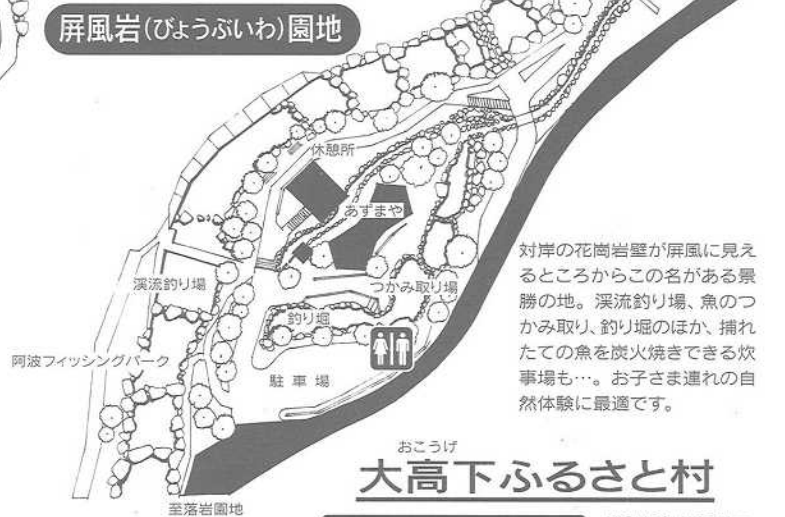 屏風岩(びょうぶいわ)園地
休憩所
あずまや
渓流釣り場
つかみ取り場
釣り堀
阿波フィッシングパーク
駐車場
至落岩園地
対岸の花崗岩壁が屏風に見え
るところからこの名がある景
勝の地。渓流釣り場、魚のつ
かみ取り、釣り堀のほか、捕れ
たての魚を炭火焼きできる炊
事場も…。お子さま連れの自
然体験に最適です。
おこうげ
大高下ふるさと村